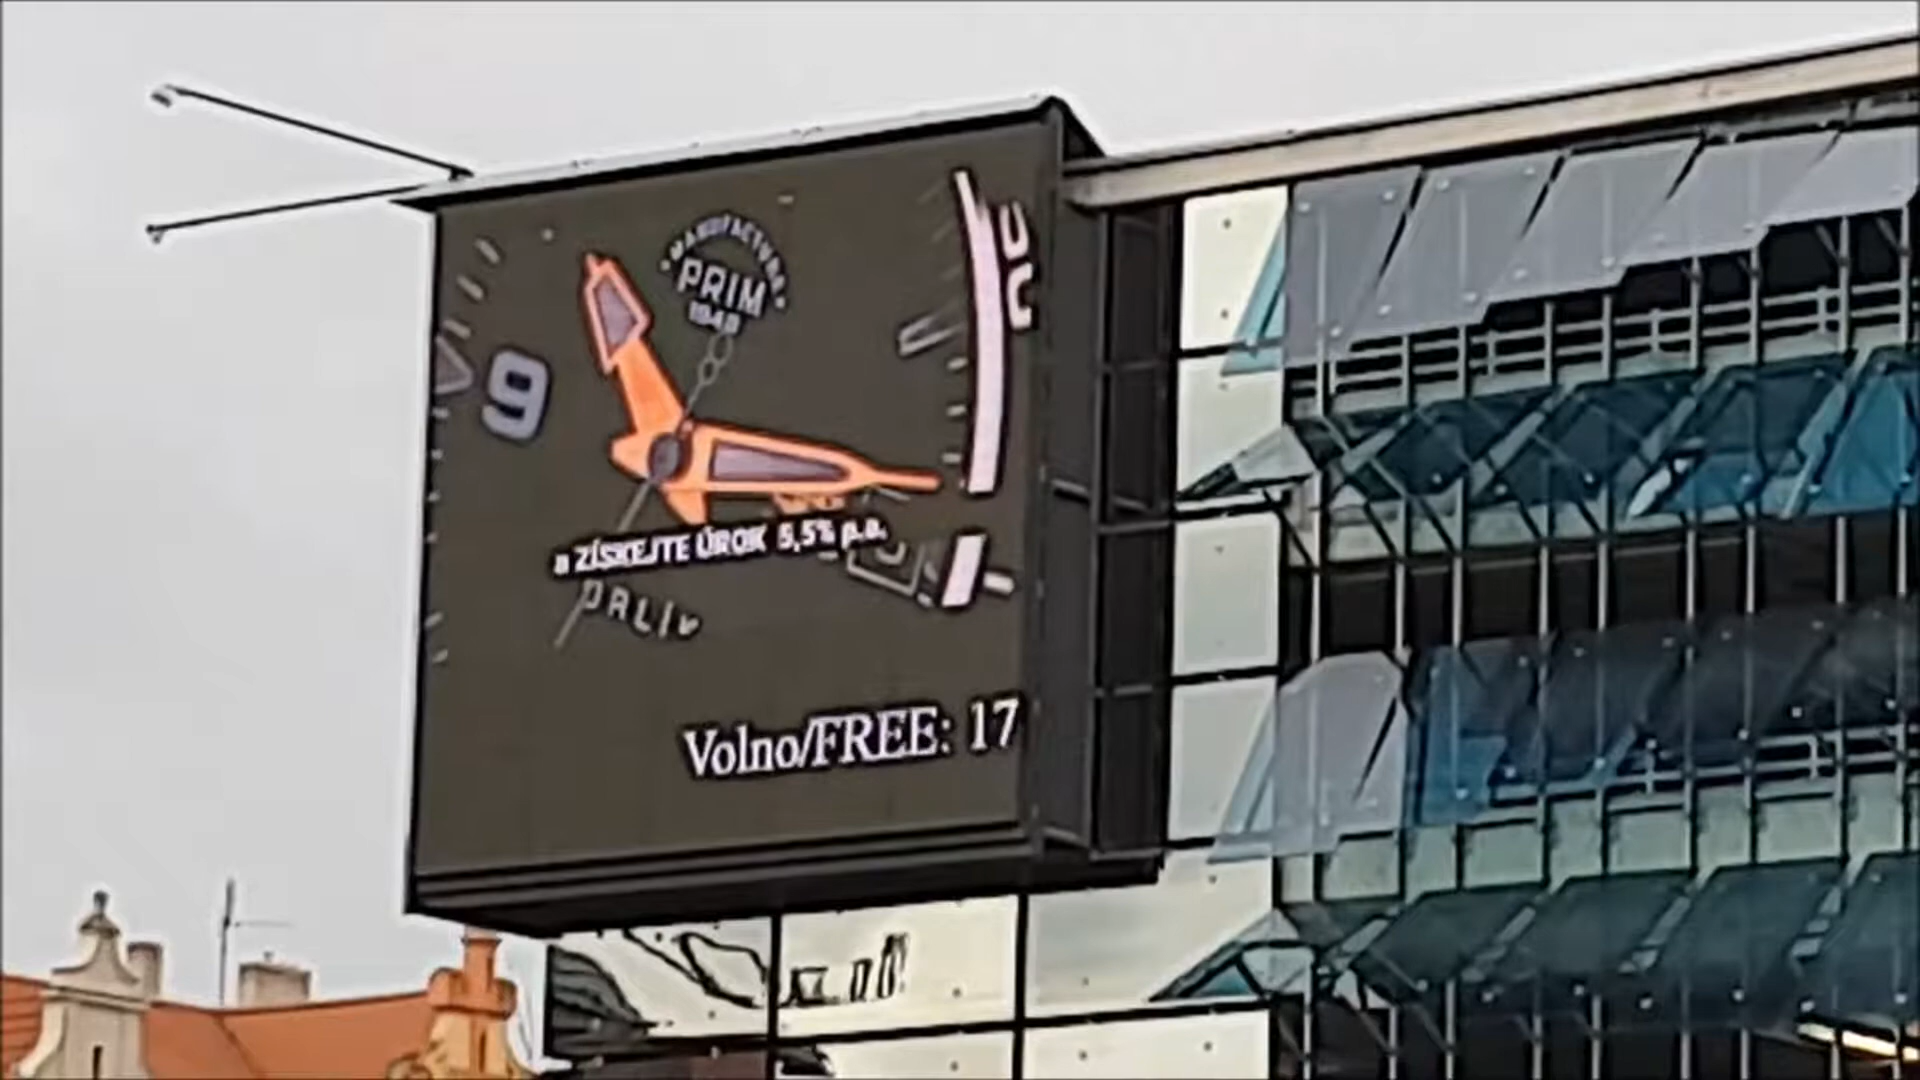 MANUFACTURE
PRIM
1949
9
a ZÍSKEJTE ÚROK 5,5% p.a.
Volno/FREE: 17